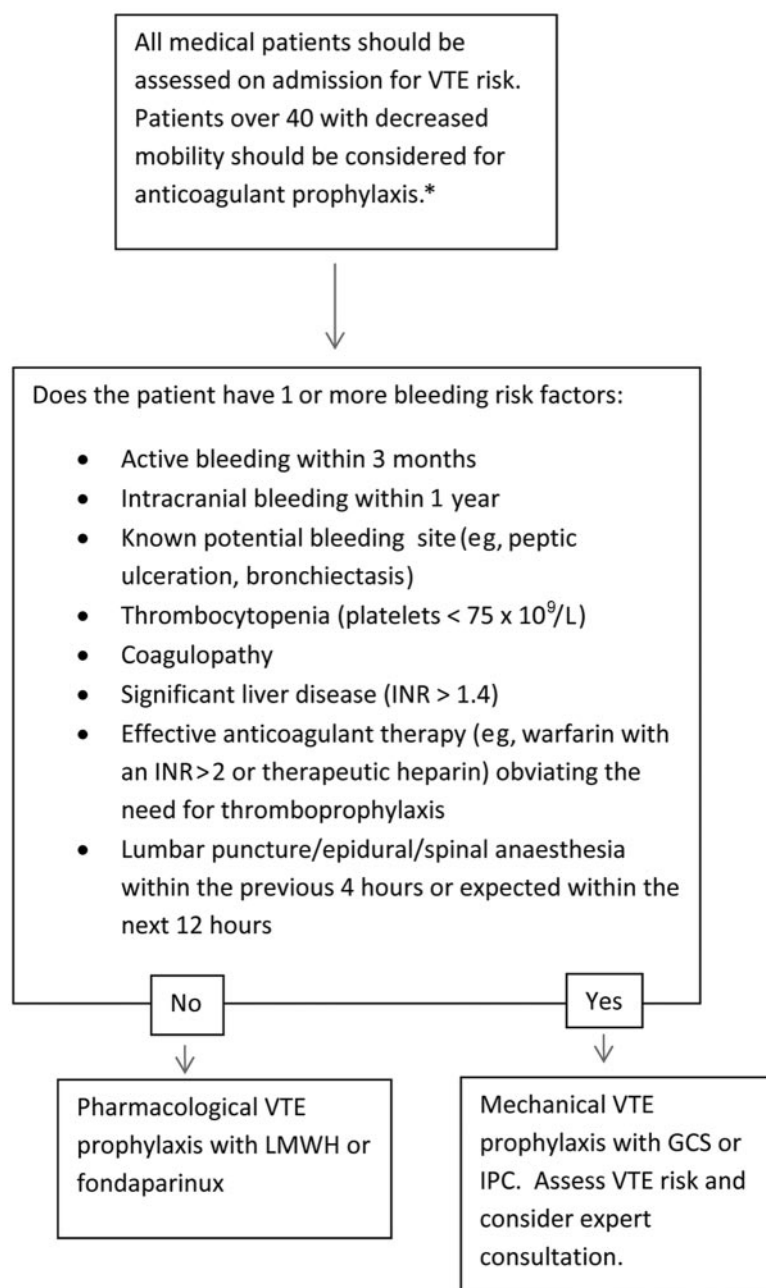 All medical patients should be
assessed on admission for VTE risk.
Patients over 40 with decreased
mobility should be considered for
anticoagulant prophylaxis.*
Does the patient have 1 or more bleeding risk factors:
• Active bleeding within 3 months
• Intracranial bleeding within 1 year
• Known potential bleeding site (eg, peptic
ulceration, bronchiectasis)
• Thrombocytopenia (platelets < 75 x 10⁹/L)
• Coagulopathy
• Significant liver disease (INR > 1.4)
• Effective anticoagulant therapy (eg, warfarin with
an INR>2 or therapeutic heparin) obviating the
need for thromboprophylaxis
• Lumbar puncture/epidural/spinal anaesthesia
within the previous 4 hours or expected within the
next 12 hours
No
Yes
Pharmacological VTE
prophylaxis with LMWH or
fondaparinux
Mechanical VTE
prophylaxis with GCS or
IPC. Assess VTE risk and
consider expert
consultation.